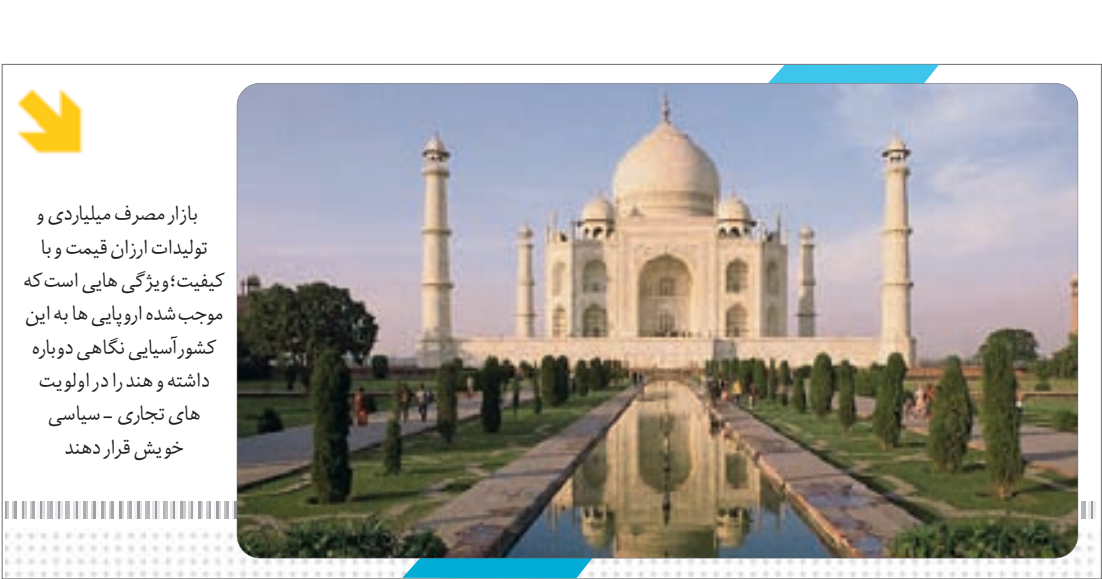 بازار مصرف میلیاردی و
تولیدات ارزان قیمت و با
کیفیت؛ویژگی هایی است که
موجب شده اروپایی ها به این
کشورآسیایی نگاهی دوباره
داشته و هند را در اولویت
های تجاری - سیاسی
خویش قرار دهند